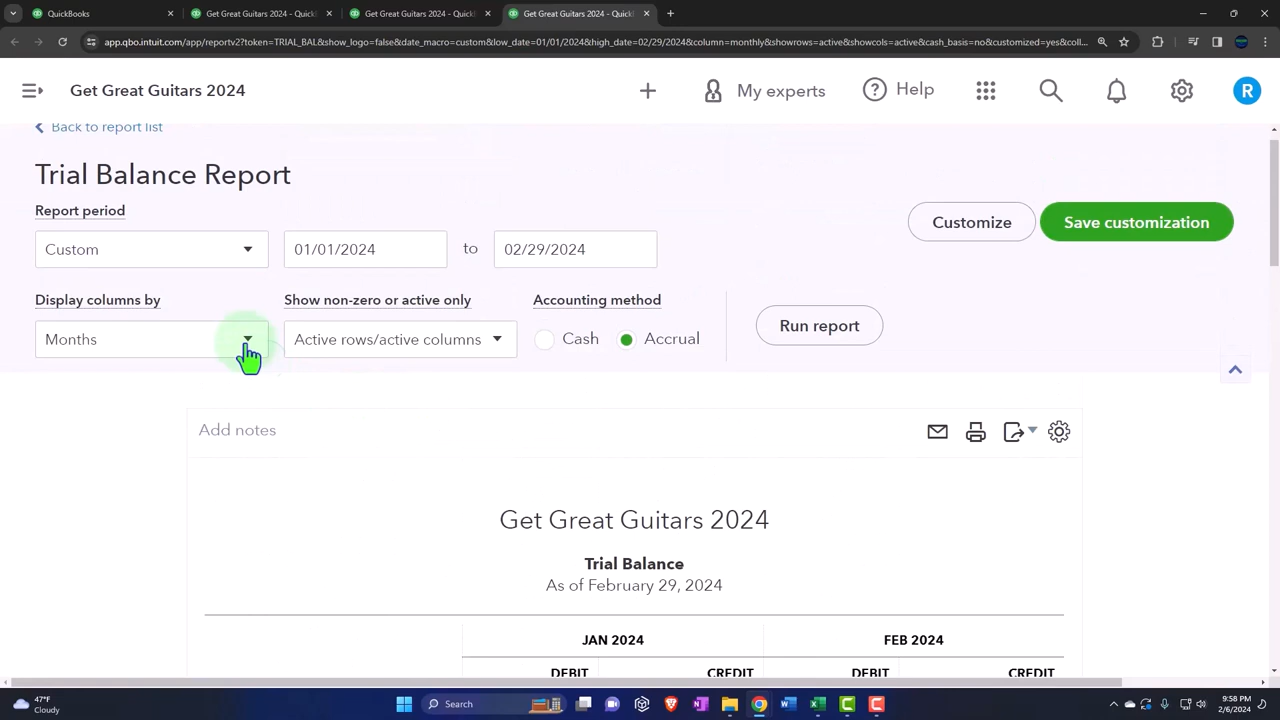 QuickBooks
Get Great Guitars 2024 - QuickB
Get Great Guitars 2024 - QuickB
Get Great Guitars 2024 - QuickB
app.qbo.intuit.com/app/reportv2?token=TRIAL_BAL&show_logo=false&date_macro=custom&low_date=01/01/2024&high_date=02/29/2024&column=monthly&showrows=active&showcols=active&cash_basis=no&customized=yes&coll...
Get Great Guitars 2024
My experts
Help
R
Back to report list
Trial Balance Report
Report period
Custom
01/01/2024
to
02/29/2024
Customize
Save customization
Display columns by
Show non-zero or active only
Accounting method
Months
Active rows/active columns
Cash
Accrual
Run report
Add notes
Get Great Guitars 2024
Trial Balance
As of February 29, 2024
JAN 2024
FEB 2024
DEBIT
CREDIT
DEBIT
CREDIT
47°F
Cloudy
Search
9:58 PM
2/6/2024